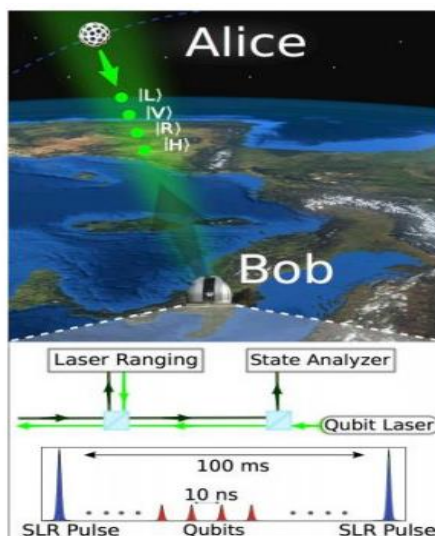 Alice
|L⟩
|V⟩
|R⟩
|H⟩
Bob
Laser Ranging
State Analyzer
Qubit Laser
100 ms
10 ns
SLR Pulse
Qubits
SLR Pulse